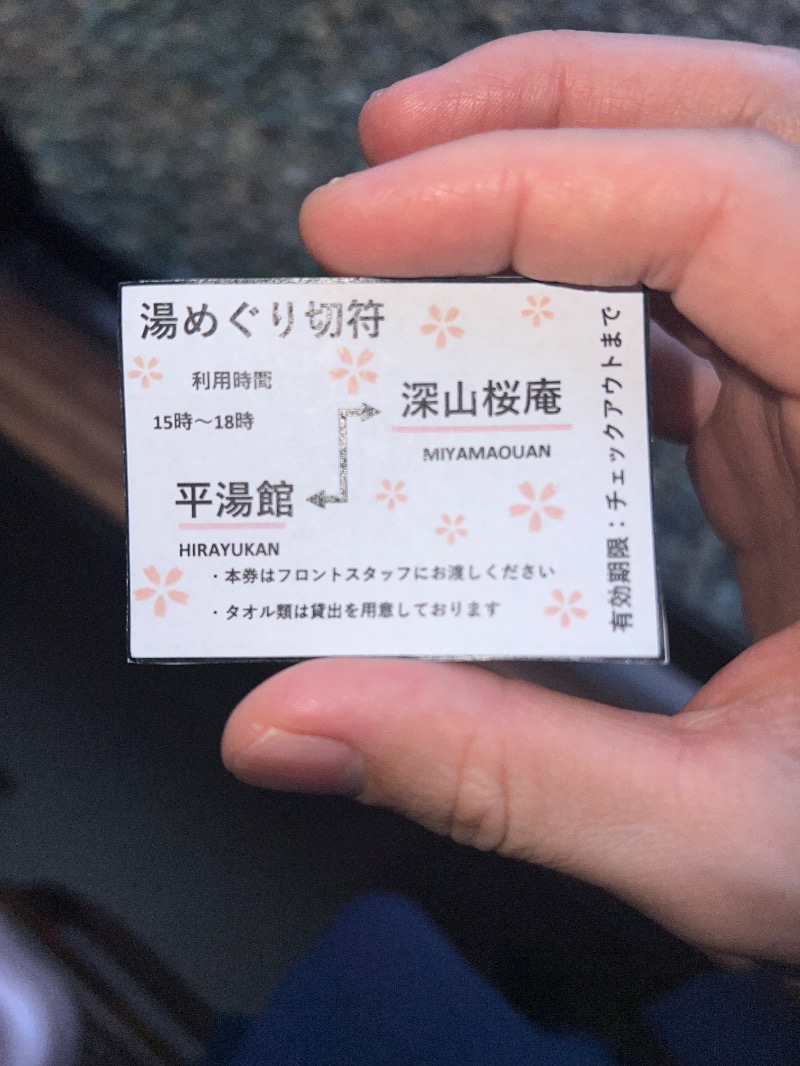 湯めぐり切符
利用時間
15時～18時
深山桜庵
MIYAMAOUAN
平湯館
HIRAYUKAN
・本券はフロントスタッフにお渡しください
・タオル類は貸出を用意しております
有効期限：チェックアウトまで